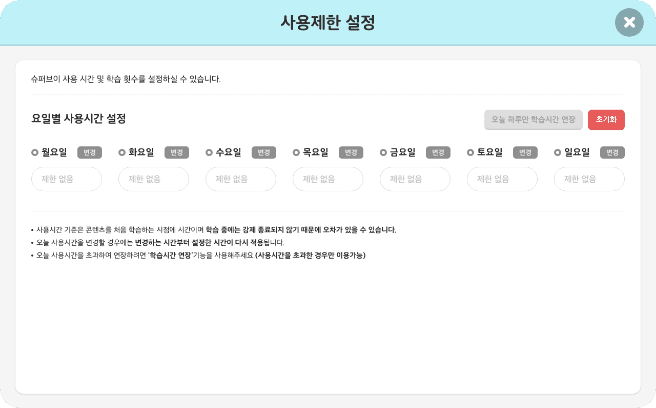 사용제한 설정
슈퍼브이 사용 시간 및 학습 횟수를 설정하실 수 있습니다.
요일별 사용시간 설정
오늘 하루만 학습시간 연장
초기화
월요일 변경 화요일 변경 수요일 변경 목요일 변경 금요일 변경 토요일 변경 일요일 변경
제한 없음 제한 없음 제한 없음 제한 없음 제한 없음 제한 없음 제한 없음
• 사용시간 기준은 콘텐츠를 처음 학습하는 시점에 시간이며 학습 중에는 강제 종료되지 않기 때문에 오차가 있을 수 있습니다.
• 오늘 사용시간을 변경할 경우에는 변경하는 시간부터 설정한 시간이 다시 적용됩니다.
• 오늘 사용시간을 초과하여 연장하려면 '학습시간 연장'기능을 사용해주세요.(사용시간을 초과한 경우만 이용가능)